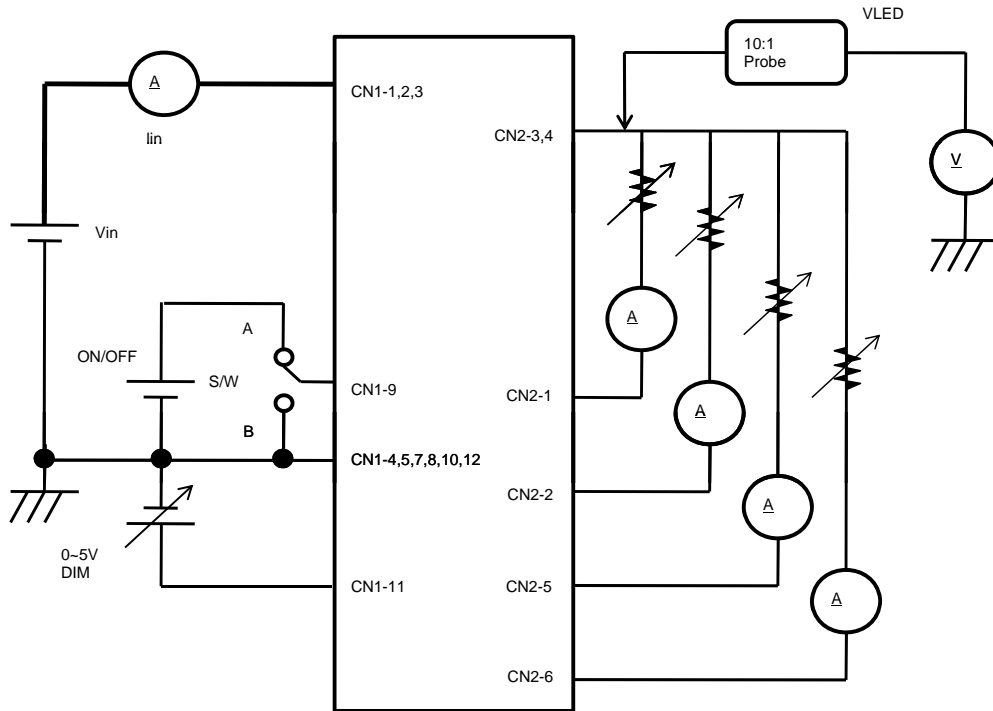 VLED
10:1
Probe
A
CN1-1,2,3
Iin
CN2-3,4
V
Vin
A
A
ON/OFF
S/W
CN1-9
CN2-1
A
B
CN1-4,5,7,8,10,12
CN2-2
A
0~5V
DIM
CN1-11
CN2-5
A
CN2-6